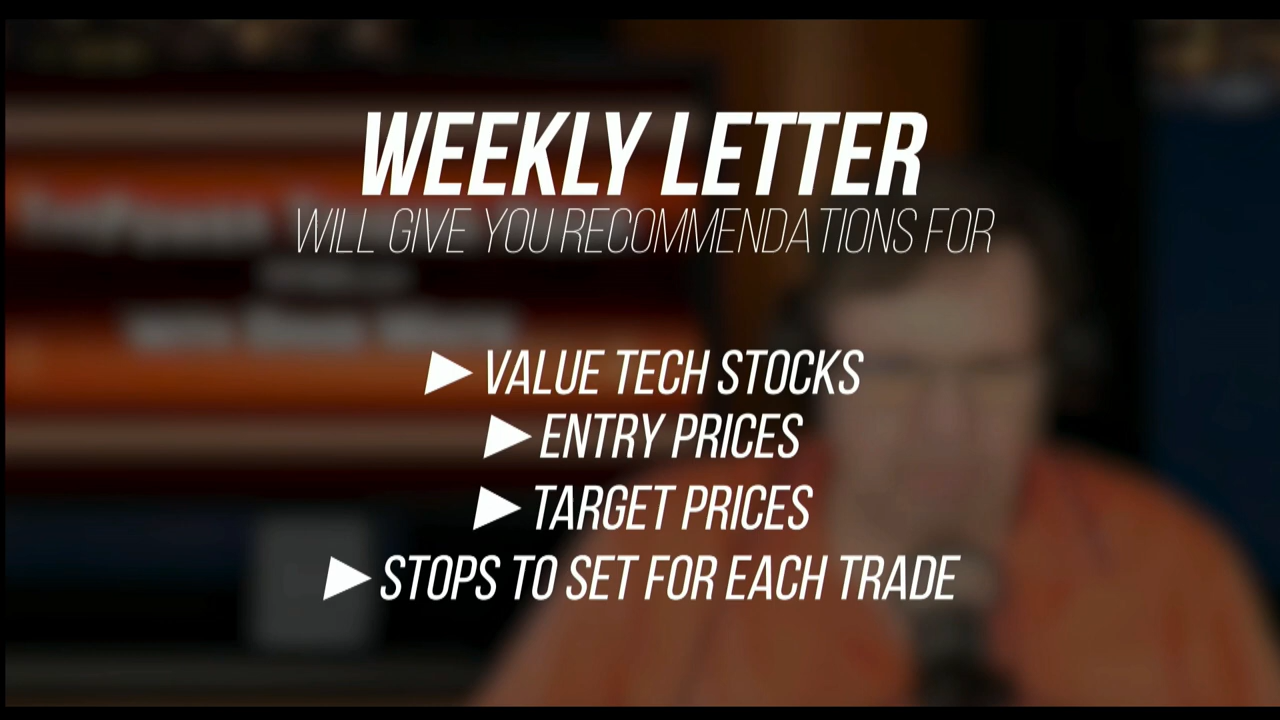 WEEKLY LETTER
WILL GIVE YOU RECOMMENDATIONS FOR
▶ VALUE TECH STOCKS
▶ ENTRY PRICES
▶ TARGET PRICES
▶ STOPS TO SET FOR EACH TRADE